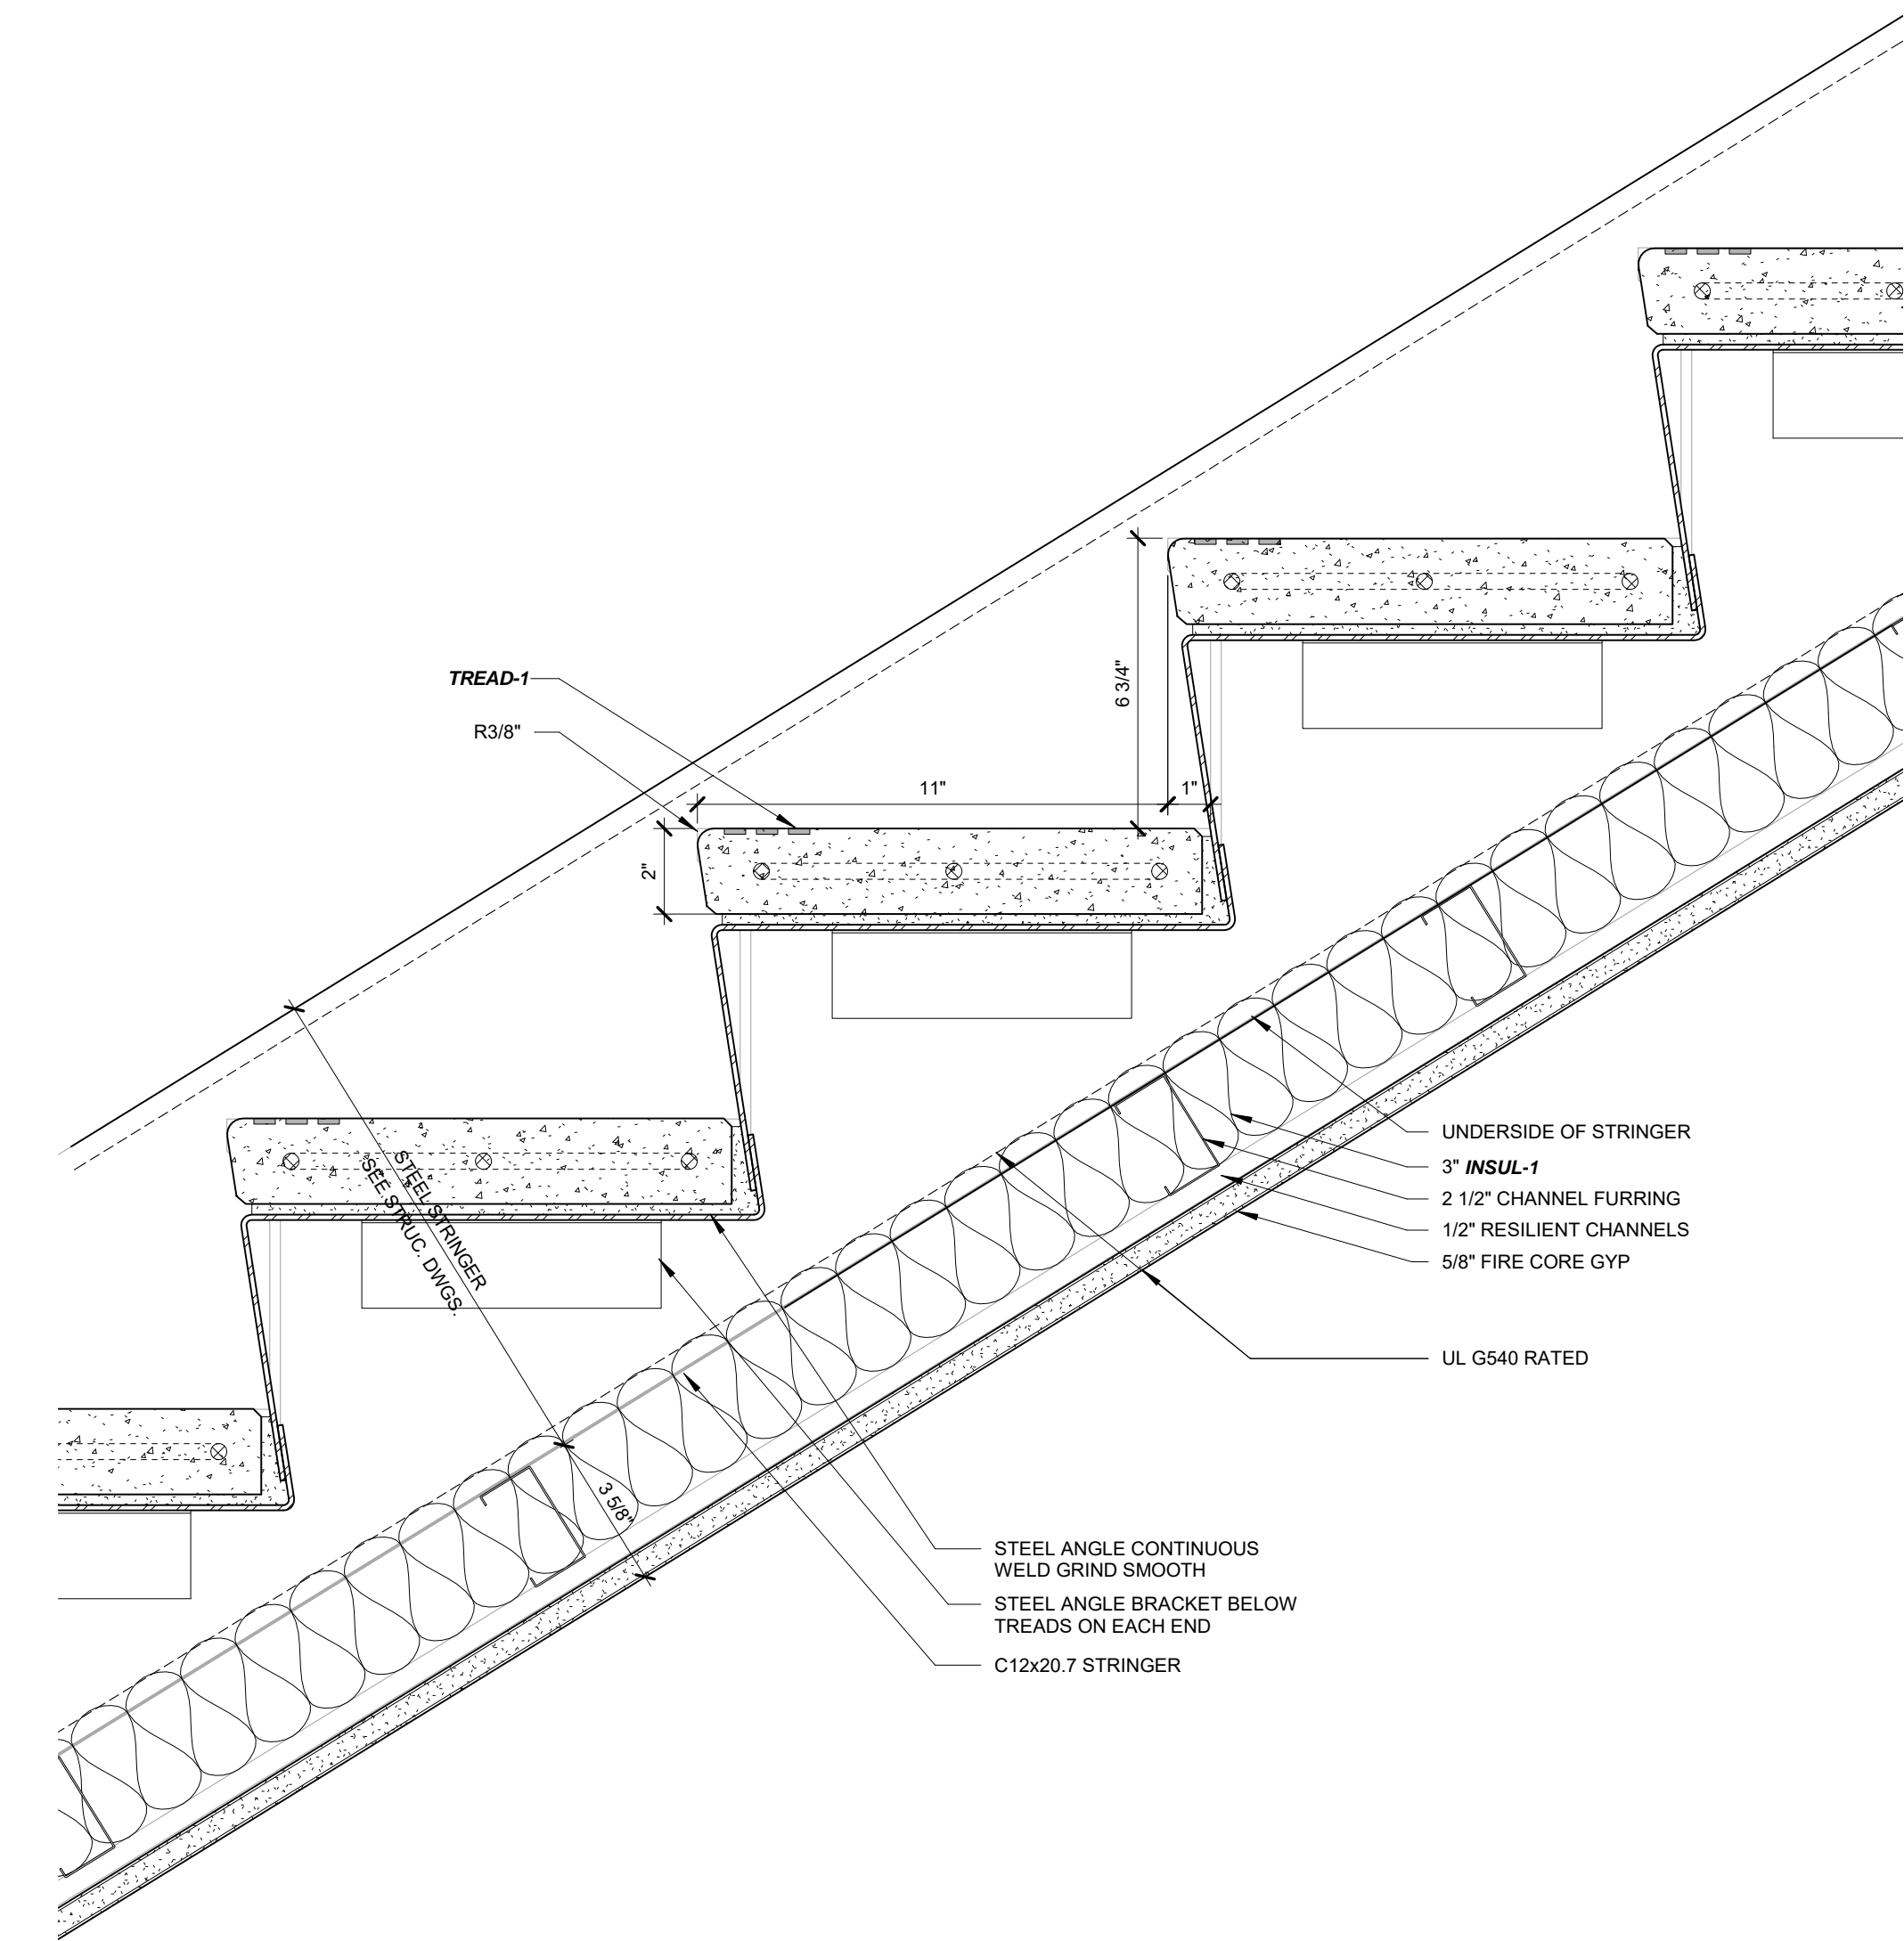 TREAD-1
R3/8"
6 3/4"
11"
1"
2"
STEEL STRINGER
SEE STRUC. DWGS.
3 5/8"
UNDERSIDE OF STRINGER
3" INSUL-1
2 1/2" CHANNEL FURRING
1/2" RESILIENT CHANNELS
5/8" FIRE CORE GYP
UL G540 RATED
STEEL ANGLE CONTINUOUS
WELD GRIND SMOOTH
STEEL ANGLE BRACKET BELOW
TREADS ON EACH END
C12x20.7 STRINGER